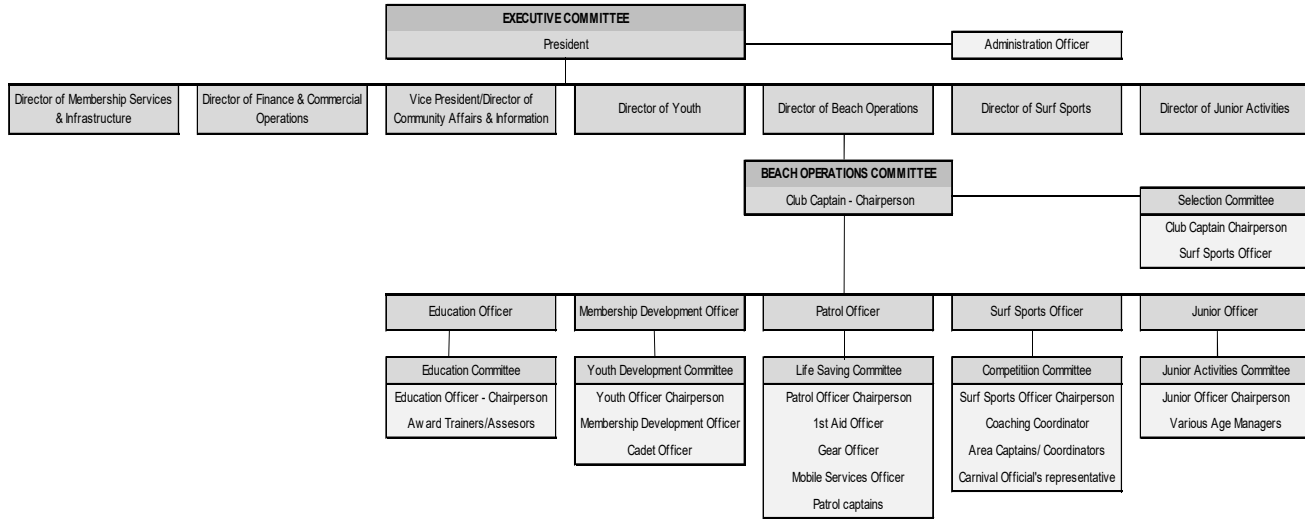 EXECUTIVE COMMITTEE
President
Administration Officer
Director of Membership Services
& Infrastructure
Director of Finance & Commercial
Operations
Vice President/Director of
Community Affairs & Information
Director of Youth
Director of Beach Operations
Director of Surf Sports
Director of Junior Activities
BEACH OPERATIONS COMMITTEE
Club Captain - Chairperson
Selection Committee
Club Captain Chairperson
Surf Sports Officer
Education Officer
Membership Development Officer
Patrol Officer
Surf Sports Officer
Junior Officer
Education Committee
Education Officer - Chairperson
Award Trainers/Assesors
Youth Development Committee
Youth Officer Chairperson
Membership Development Officer
Cadet Officer
Life Saving Committee
Patrol Officer Chairperson
1st Aid Officer
Gear Officer
Mobile Services Officer
Patrol captains
Competitiion Committee
Surf Sports Officer Chairperson
Coaching Coordinator
Area Captains/ Coordinators
Carnival Official's representative
Junior Activities Committee
Junior Officer Chairperson
Various Age Managers